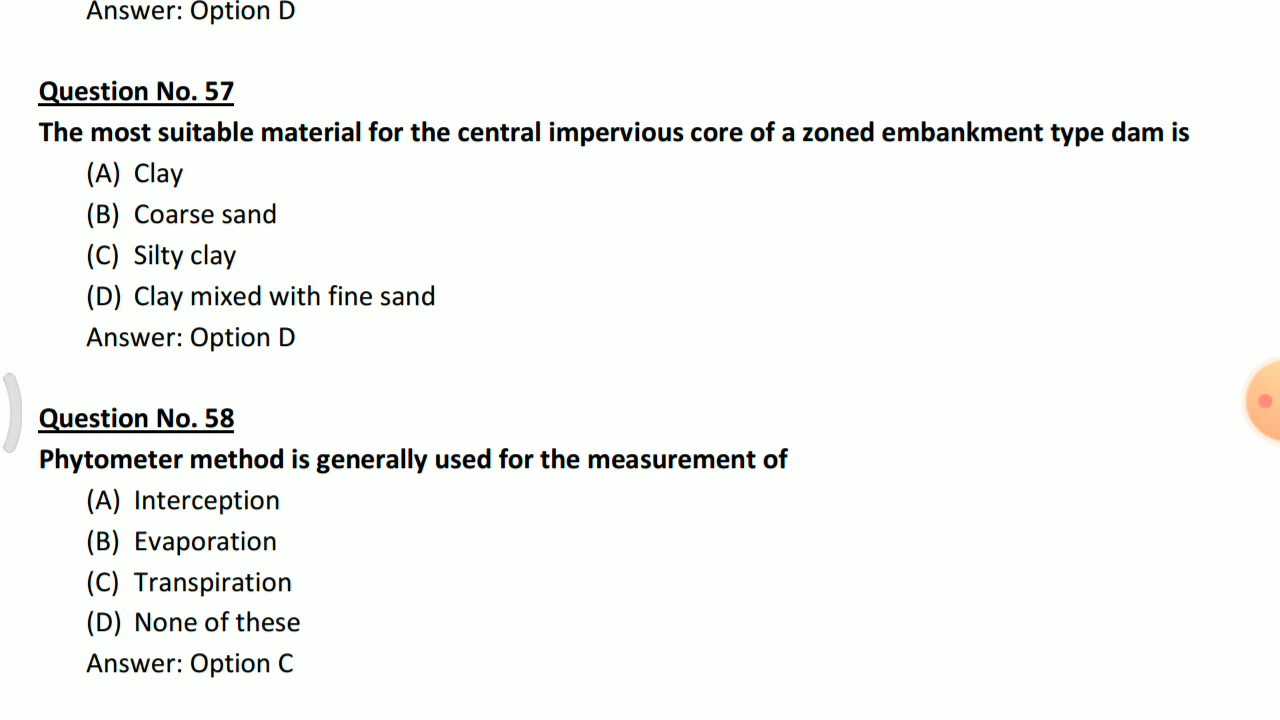 Answer: Option D
Question No. 57
The most suitable material for the central impervious core of a zoned embankment type dam is
(A) Clay
(B) Coarse sand
(C) Silty clay
(D) Clay mixed with fine sand
Answer: Option D
Question No. 58
Phytometer method is generally used for the measurement of
(A) Interception
(B) Evaporation
(C) Transpiration
(D) None of these
Answer: Option C